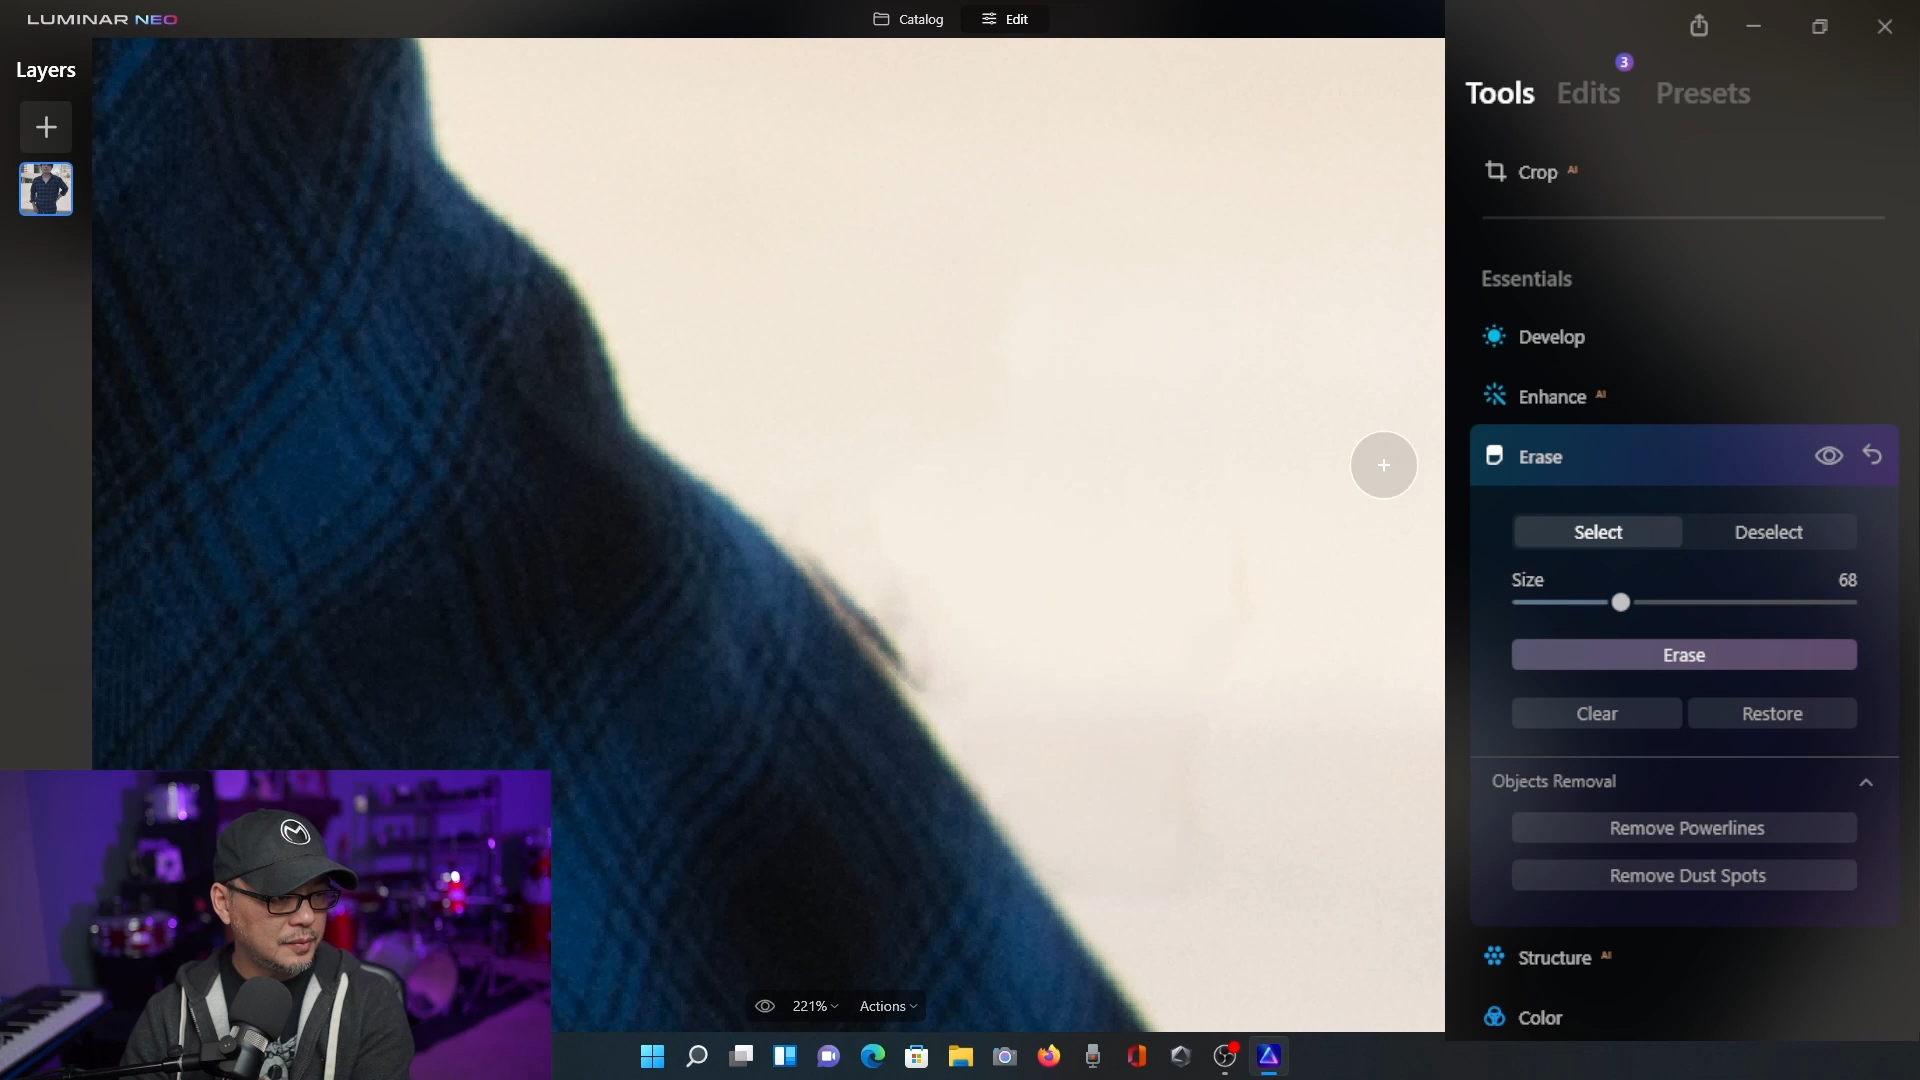 LUMINAR NEO
Catalog
Edit
Layers
3
Tools
Edits
Presets
Crop AI
Essentials
Develop
Enhance AI
Erase
Select
Deselect
Size
68
Erase
Clear
Restore
Objects Removal
Remove Powerlines
Remove Dust Spots
Structure AI
Color
221%
Actions